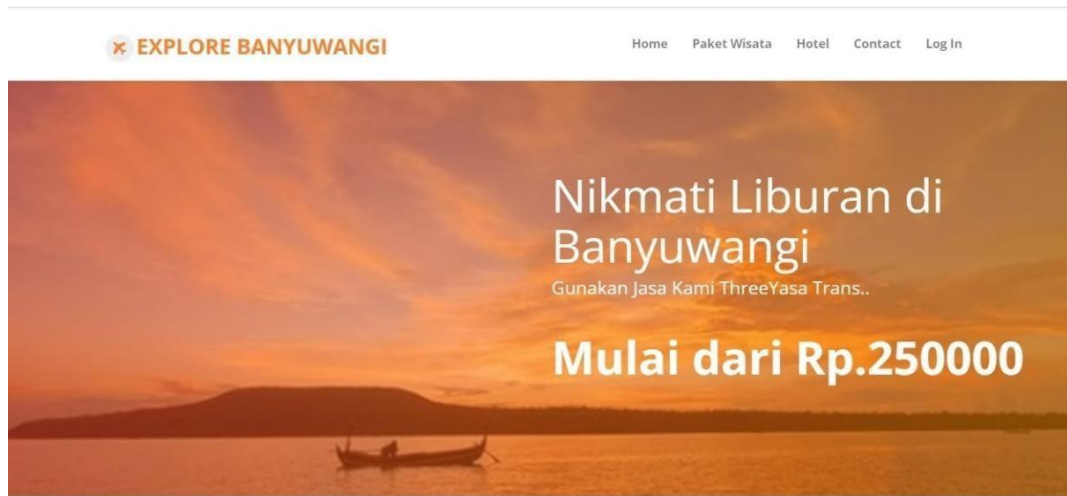 EXPLORE BANYUWANGI
Home Paket Wisata Hotel Contact Log In
Nikmati Liburan di
Banyuwangi
Gunakan Jasa Kami ThreeYasa Trans..
Mulai dari Rp.250000